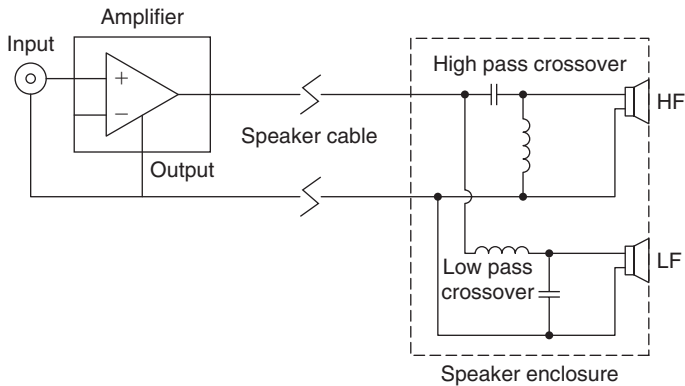 Amplifier
Input
+
−
Output
Speaker cable
High pass crossover
HF
Low pass
crossover
LF
Speaker enclosure